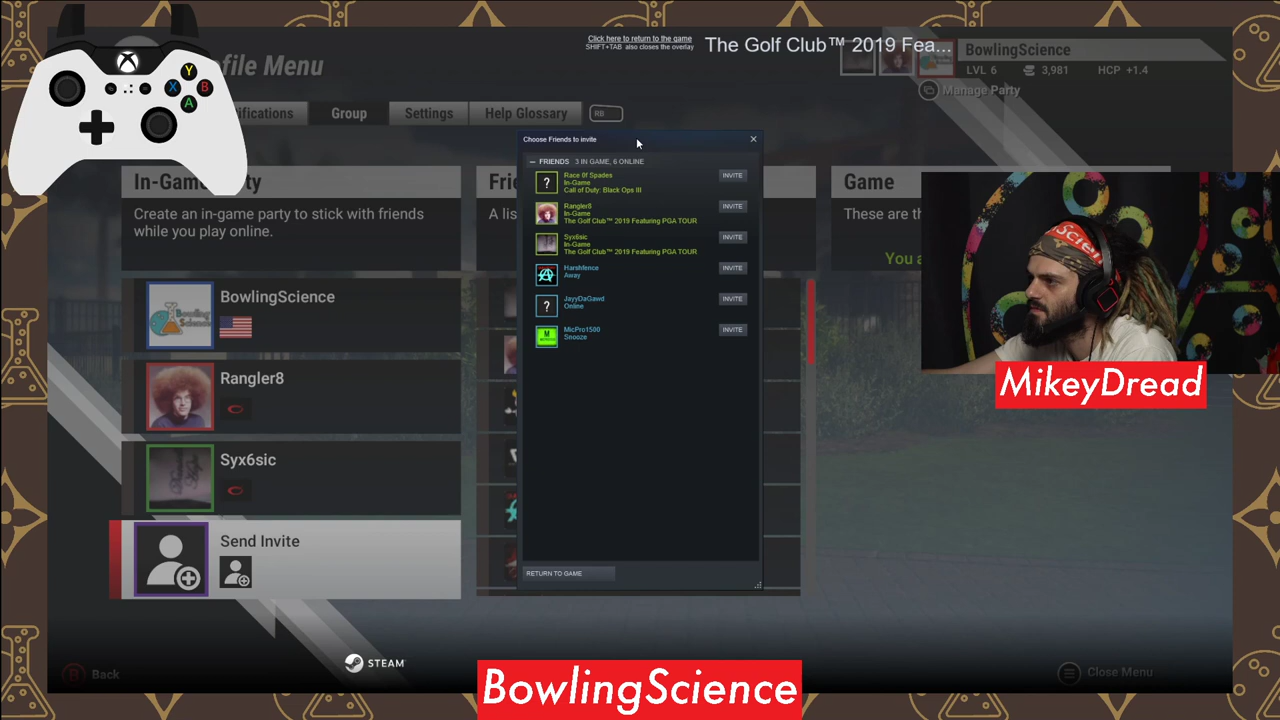 Click here to return to the game
SHIFT+TAB also closes the overlay
The Golf Club™ 2019 Fea...
BowlingScience
LVL 6
3,981
HCP +1.4
Manage Party
ofile Menu
ifications
Group
Settings
Help Glossary
RB
Y
X
B
A
In-Game
ty
Create an in-game party to stick with friends
while you play online.
BowlingScience
Rangler8
Syx6sic
Send Invite
Frie
A lis
Choose Friends to invite
FRIENDS 3 IN GAME, 6 ONLINE
Race 0f Spades
In-Game
Call of Duty: Black Ops III
INVITE
Rangler8
In-Game
The Golf Club™ 2019 Featuring PGA TOUR
INVITE
Syx6sic
In-Game
The Golf Club™ 2019 Featuring PGA TOUR
INVITE
Harshfence
Away
INVITE
JayyDaGawd
Online
INVITE
MicPro1500
Snooze
INVITE
RETURN TO GAME
Game
These are th
You a
Scien
MikeyDread
STEAM
B Back
Close Menu
BowlingScience